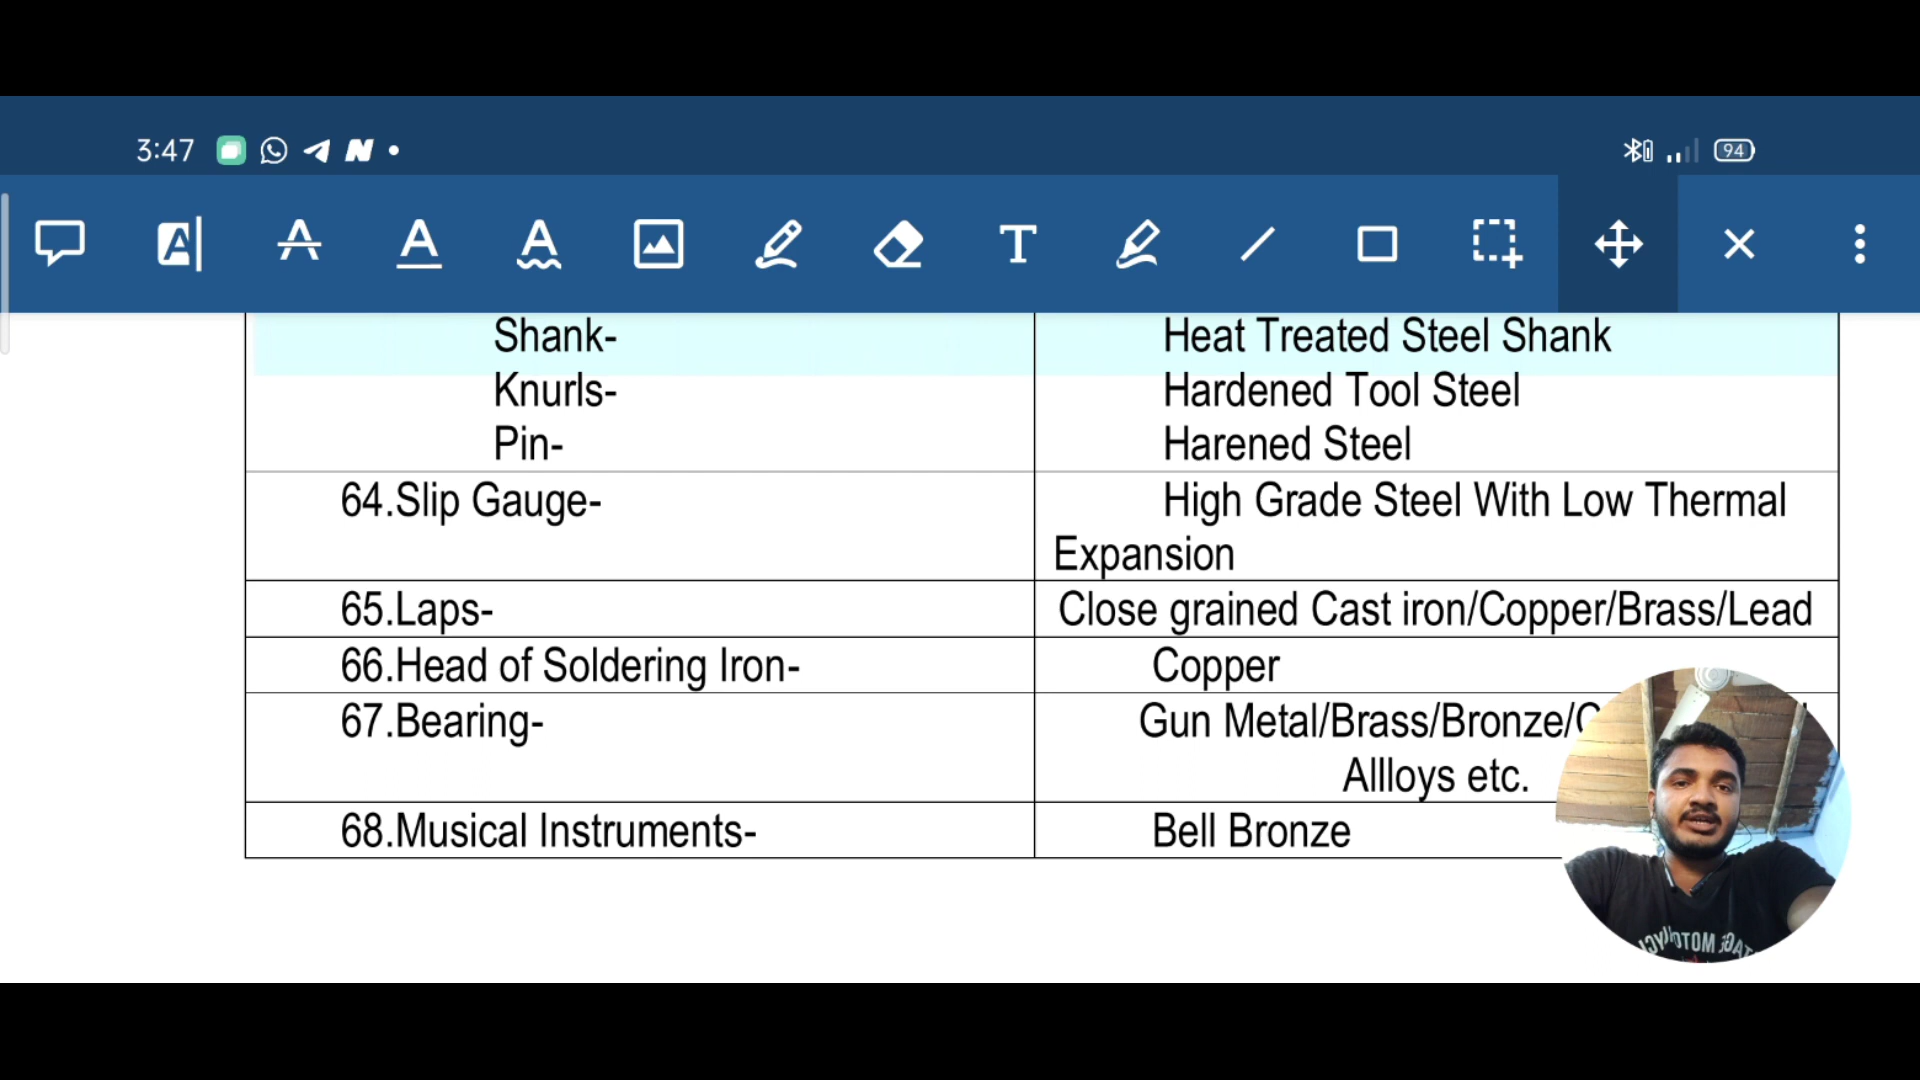 3:47
94
Shank- Heat Treated Steel Shank
Knurls- Hardened Tool Steel
Pin- Harened Steel
64.Slip Gauge- High Grade Steel With Low Thermal
Expansion
65.Laps- Close grained Cast iron/Copper/Brass/Lead
66.Head of Soldering Iron- Copper
67.Bearing- Gun Metal/Brass/Bronze/
Allloys etc.
68.Musical Instruments- Bell Bronze